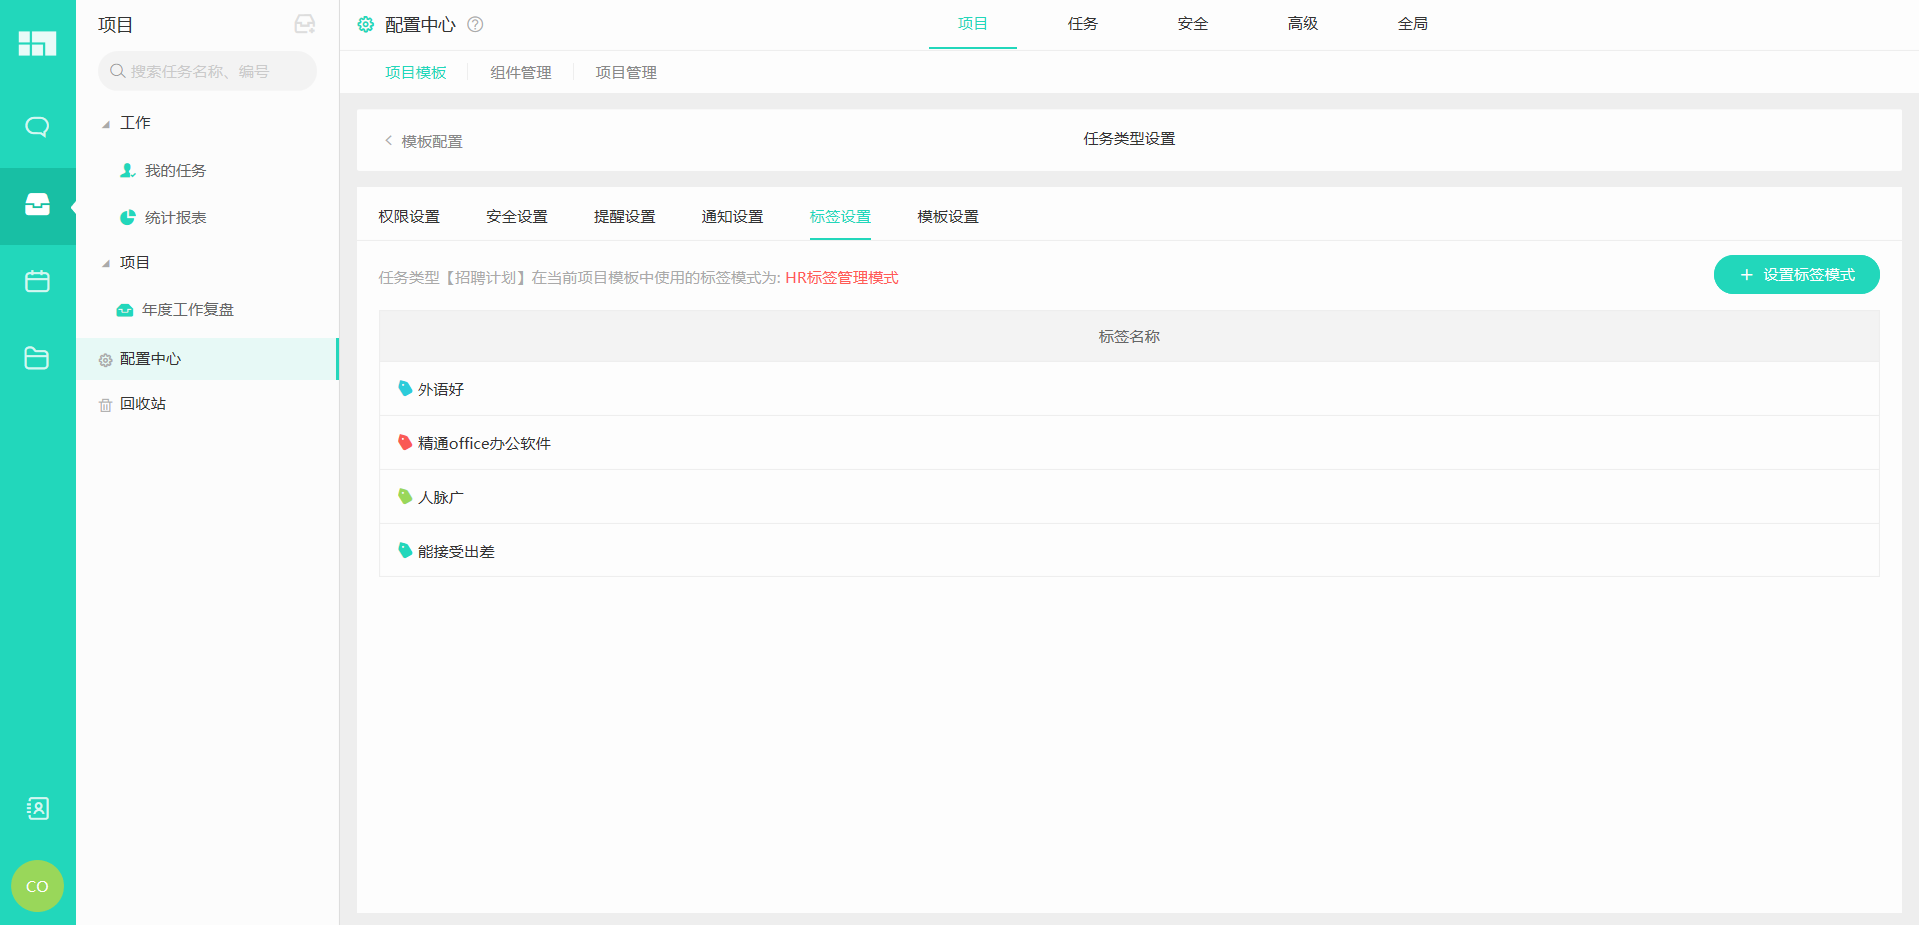 项目
搜索任务名称、编号
工作
我的任务
统计报表
项目
年度工作复盘
配置中心
回收站
CO
配置中心
项目 任务 安全 高级 全局
项目模板 组件管理 项目管理
模板配置
任务类型设置
权限设置 安全设置 提醒设置 通知设置 标签设置 模板设置
任务类型【招聘计划】在当前项目模板中使用的标签模式为: HR标签管理模式
+ 设置标签模式
标签名称
外语好
精通office办公软件
人脉广
能接受出差